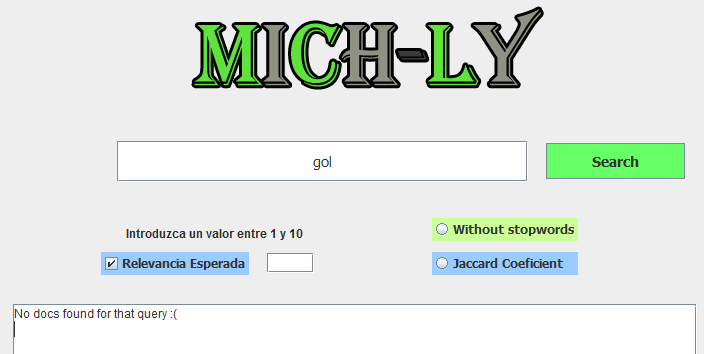 MICH-LY
gol
Search
Introduzca un valor entre 1 y 10
Without stopwords
Relevancia Esperada
Jaccard Coeficient
No docs found for that query :(